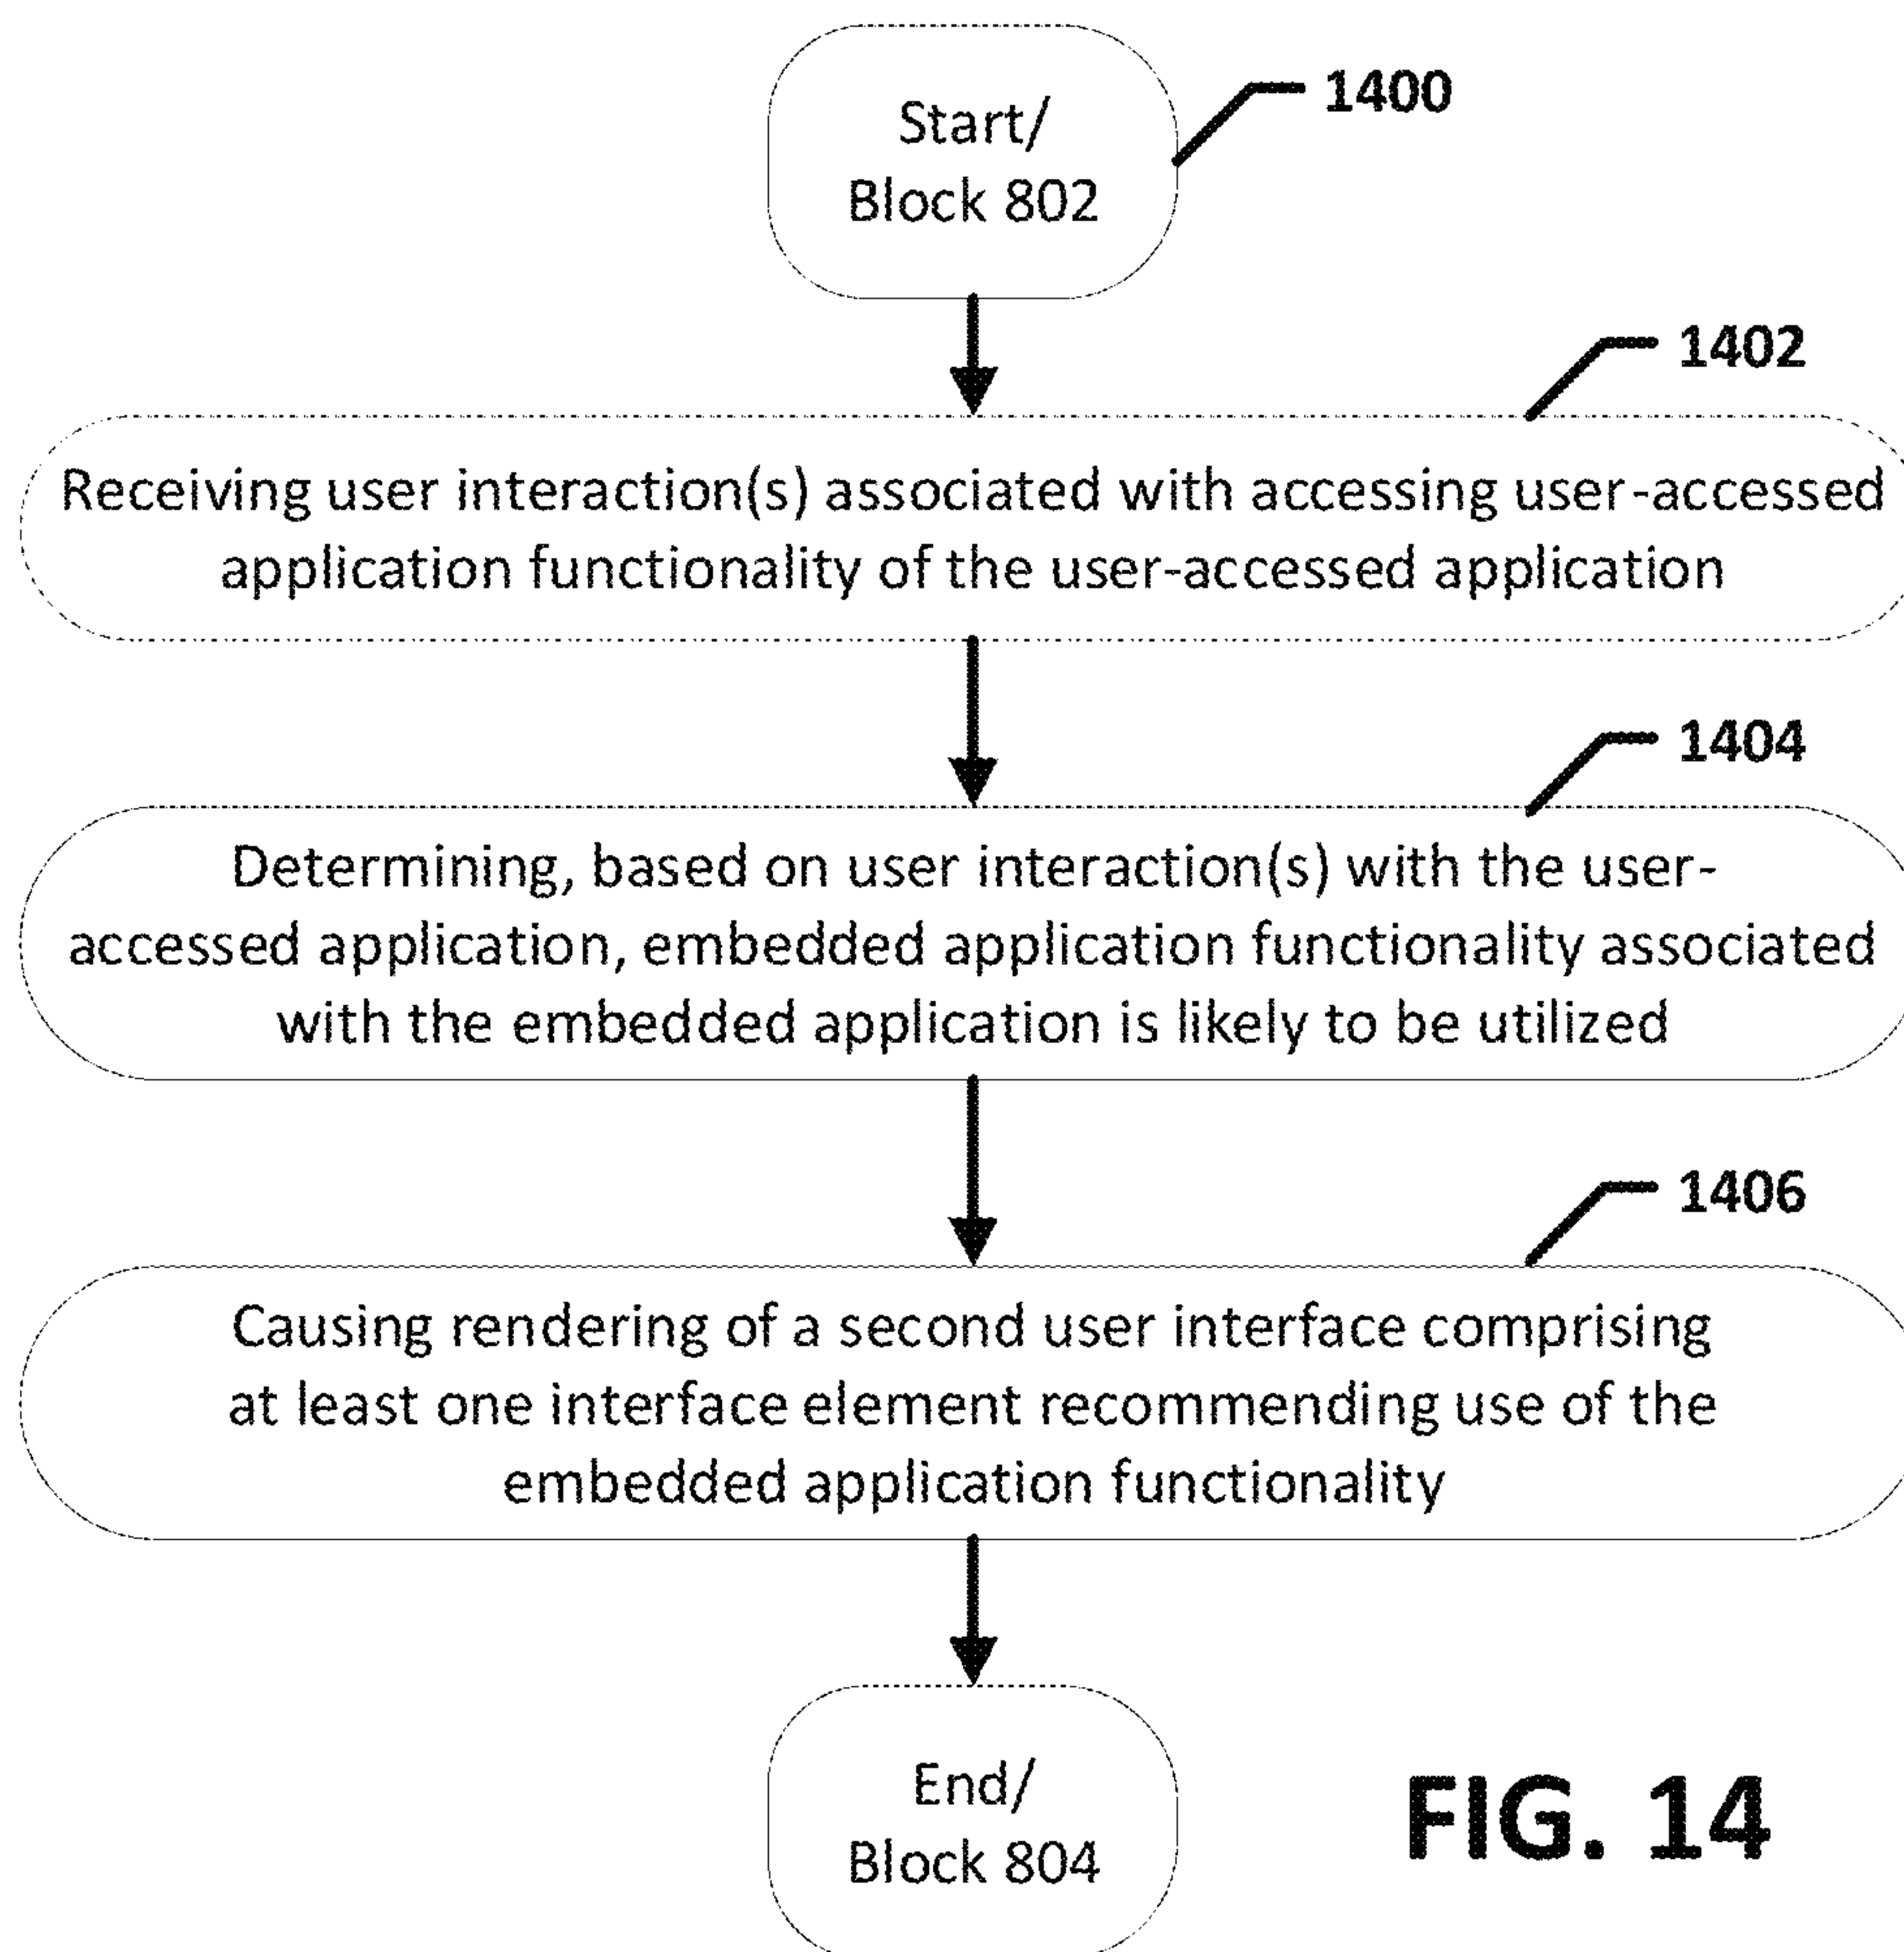 Start/
Block 802
1400
1402
Receiving user interaction(s) associated with accessing user-accessed
application functionality of the user-accessed application
1404
Determining, based on user interaction(s) with the user-
accessed application, embedded application functionality associated
with the embedded application is likely to be utilized
1406
Causing rendering of a second user interface comprising
at least one interface element recommending use of the
embedded application functionality
End/
Block 804
FIG. 14